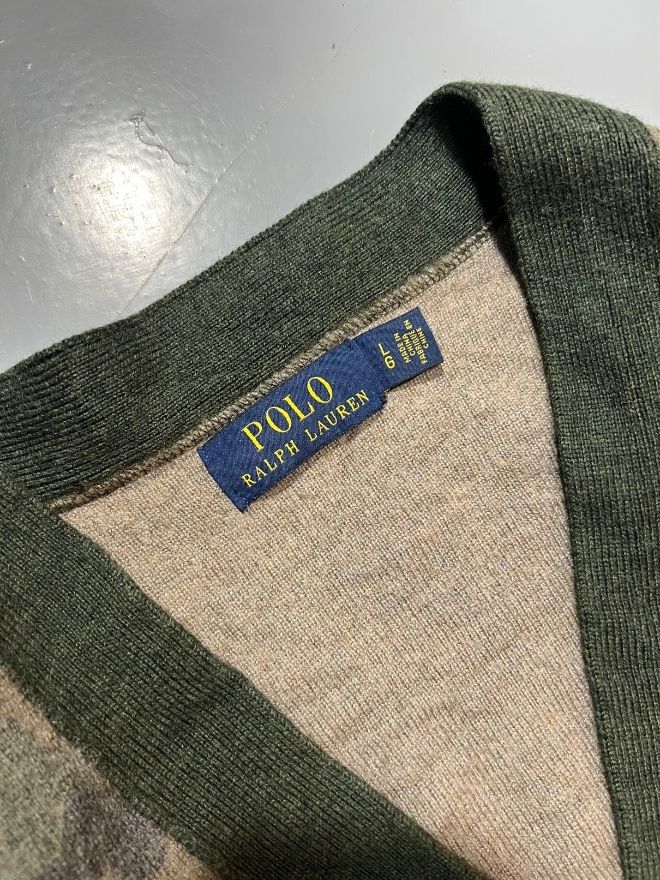 POLO
RALPH LAUREN
L
G
MADE IN
CHINA
FABRIQUÉ EN
CHINE